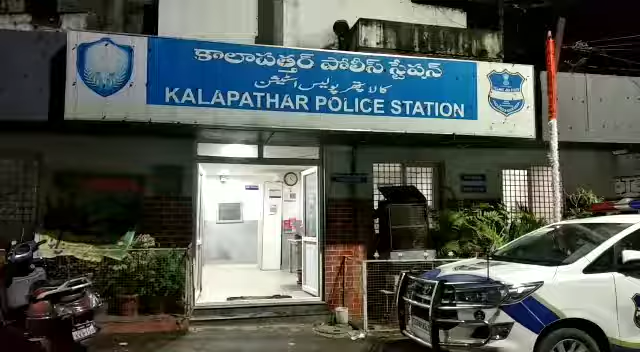 కాలాపత్తర్ పోలీస్ స్టేషన్
کالا پتھر پولیس اسٹیشن
KALAPATHAR POLICE STATION